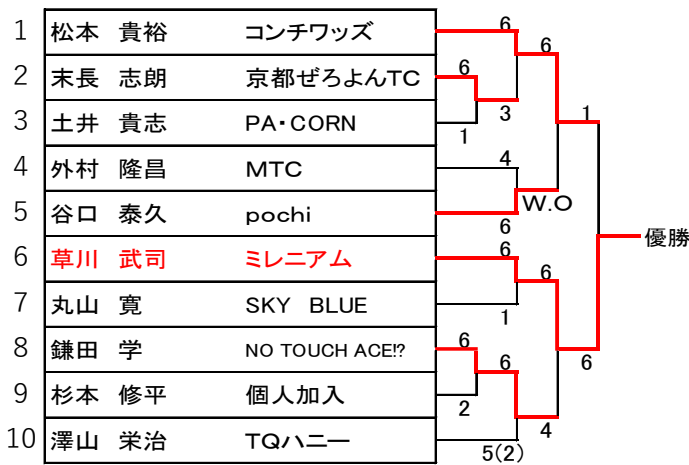 1 松本 貴裕 コンチワッズ
2 末長 志朗 京都ぜろよんTC
3 土井 貴志 PA・CORN
4 外村 隆昌 MTC
5 谷口 泰久 pochi
6 草川 武司 ミレニアム
7 丸山 寛 SKY BLUE
8 鎌田 学 NO TOUCH ACE!?
9 杉本 修平 個人加入
10 澤山 栄治 TQハニー
6
6
6
3
1
1
4
W.O
6
優勝
6
6
1
6
6
6
2
4
5(2)